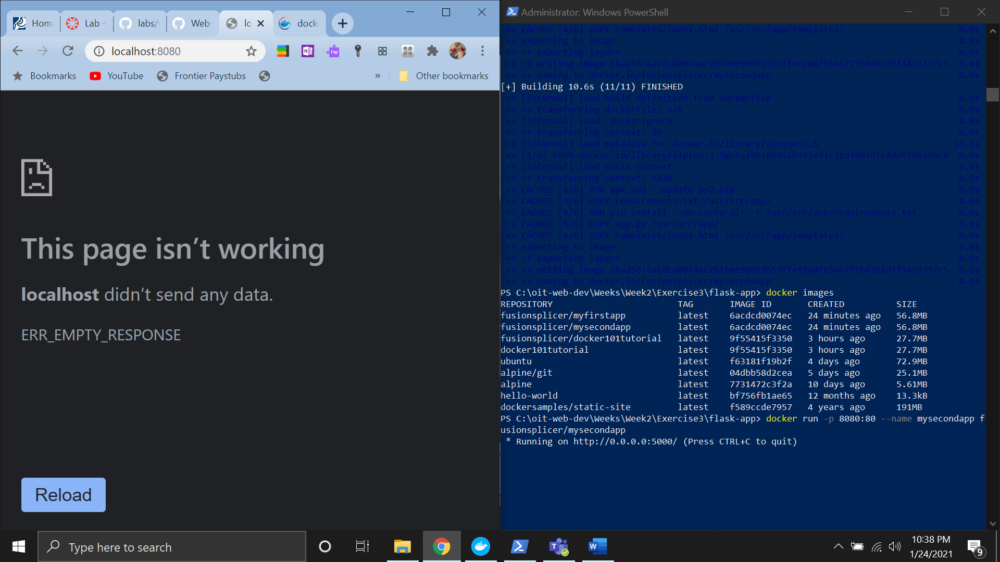 Hom
Lab -
labs/
Web-
lo
dock
localhost:8080
Bookmarks
YouTube
Frontier Paystubs
»
Other bookmarks
This page isn’t working
localhost didn’t send any data.
ERR_EMPTY_RESPONSE
Reload
Administrator: Windows PowerShell
=> CACHED [6/6] COPY templates/index.html /usr/src/app/templates/ 0.0s
=> exporting to image 0.0s
=> => exporting layers 0.0s
=> => writing image sha256:6acdcd0074ec2bfe0e9b0f3553ffef268f656677fb0361dff1453357c5 0.0s
=> => naming to docker.io/fusionsplicer/mysecondapp 0.0s
[+] Building 10.6s (11/11) FINISHED
=> [internal] load build definition from Dockerfile 0.0s
=> => transferring dockerfile: 32B 0.0s
=> [internal] load .dockerignore 0.0s
=> => transferring context: 2B 0.0s
=> [internal] load metadata for docker.io/library/alpine:3.5 10.6s
=> [1/6] FROM docker.io/library/alpine:3.5@sha256:66952b313e51c3bd1987d7c4ddf5dba9bc0 0.0s
=> [internal] load build context 0.0s
=> => transferring context: 132B 0.0s
=> CACHED [2/6] RUN apk add --update py2-pip 0.0s
=> CACHED [3/6] COPY requirements.txt /usr/src/app/ 0.0s
=> CACHED [4/6] RUN pip install --no-cache-dir -r /usr/src/app/requirements.txt 0.0s
=> CACHED [5/6] COPY app.py /usr/src/app/ 0.0s
=> CACHED [6/6] COPY templates/index.html /usr/src/app/templates/ 0.0s
=> exporting to image 0.0s
=> => exporting layers 0.0s
=> => writing image sha256:6acdcd0074ec2bfe0e9b0f3553ffef268f656677fb0361dff1453357c5 0.0s
=> => naming to docker.io/fusionsplicer/mysecondapp 0.0s
PS C:\oit-web-dev\Weeks\Week2\Exercise3\flask-app> docker images
REPOSITORY TAG IMAGE ID CREATED SIZE
fusionsplicer/myfirstapp latest 6acdcd0074ec 24 minutes ago 56.8MB
fusionsplicer/mysecondapp latest 6acdcd0074ec 24 minutes ago 56.8MB
fusionsplicer/docker101tutorial latest 9f55415f3350 3 hours ago 27.7MB
docker101tutorial latest 9f55415f3350 3 hours ago 27.7MB
ubuntu latest f63181f19b2f 4 days ago 72.9MB
alpine/git latest 04dbb58d2cea 5 days ago 25.1MB
alpine latest 7731472c3f2a 10 days ago 5.61MB
hello-world latest bf756fb1ae65 12 months ago 13.3kB
dockersamples/static-site latest f589ccde7957 4 years ago 191MB
PS C:\oit-web-dev\Weeks\Week2\Exercise3\flask-app> docker run -p 8080:80 --name mysecondapp f
usionsplicer/mysecondapp
* Running on http://0.0.0.0:5000/ (Press CTRL+C to quit)
Type here to search
10:38 PM
1/24/2021
9